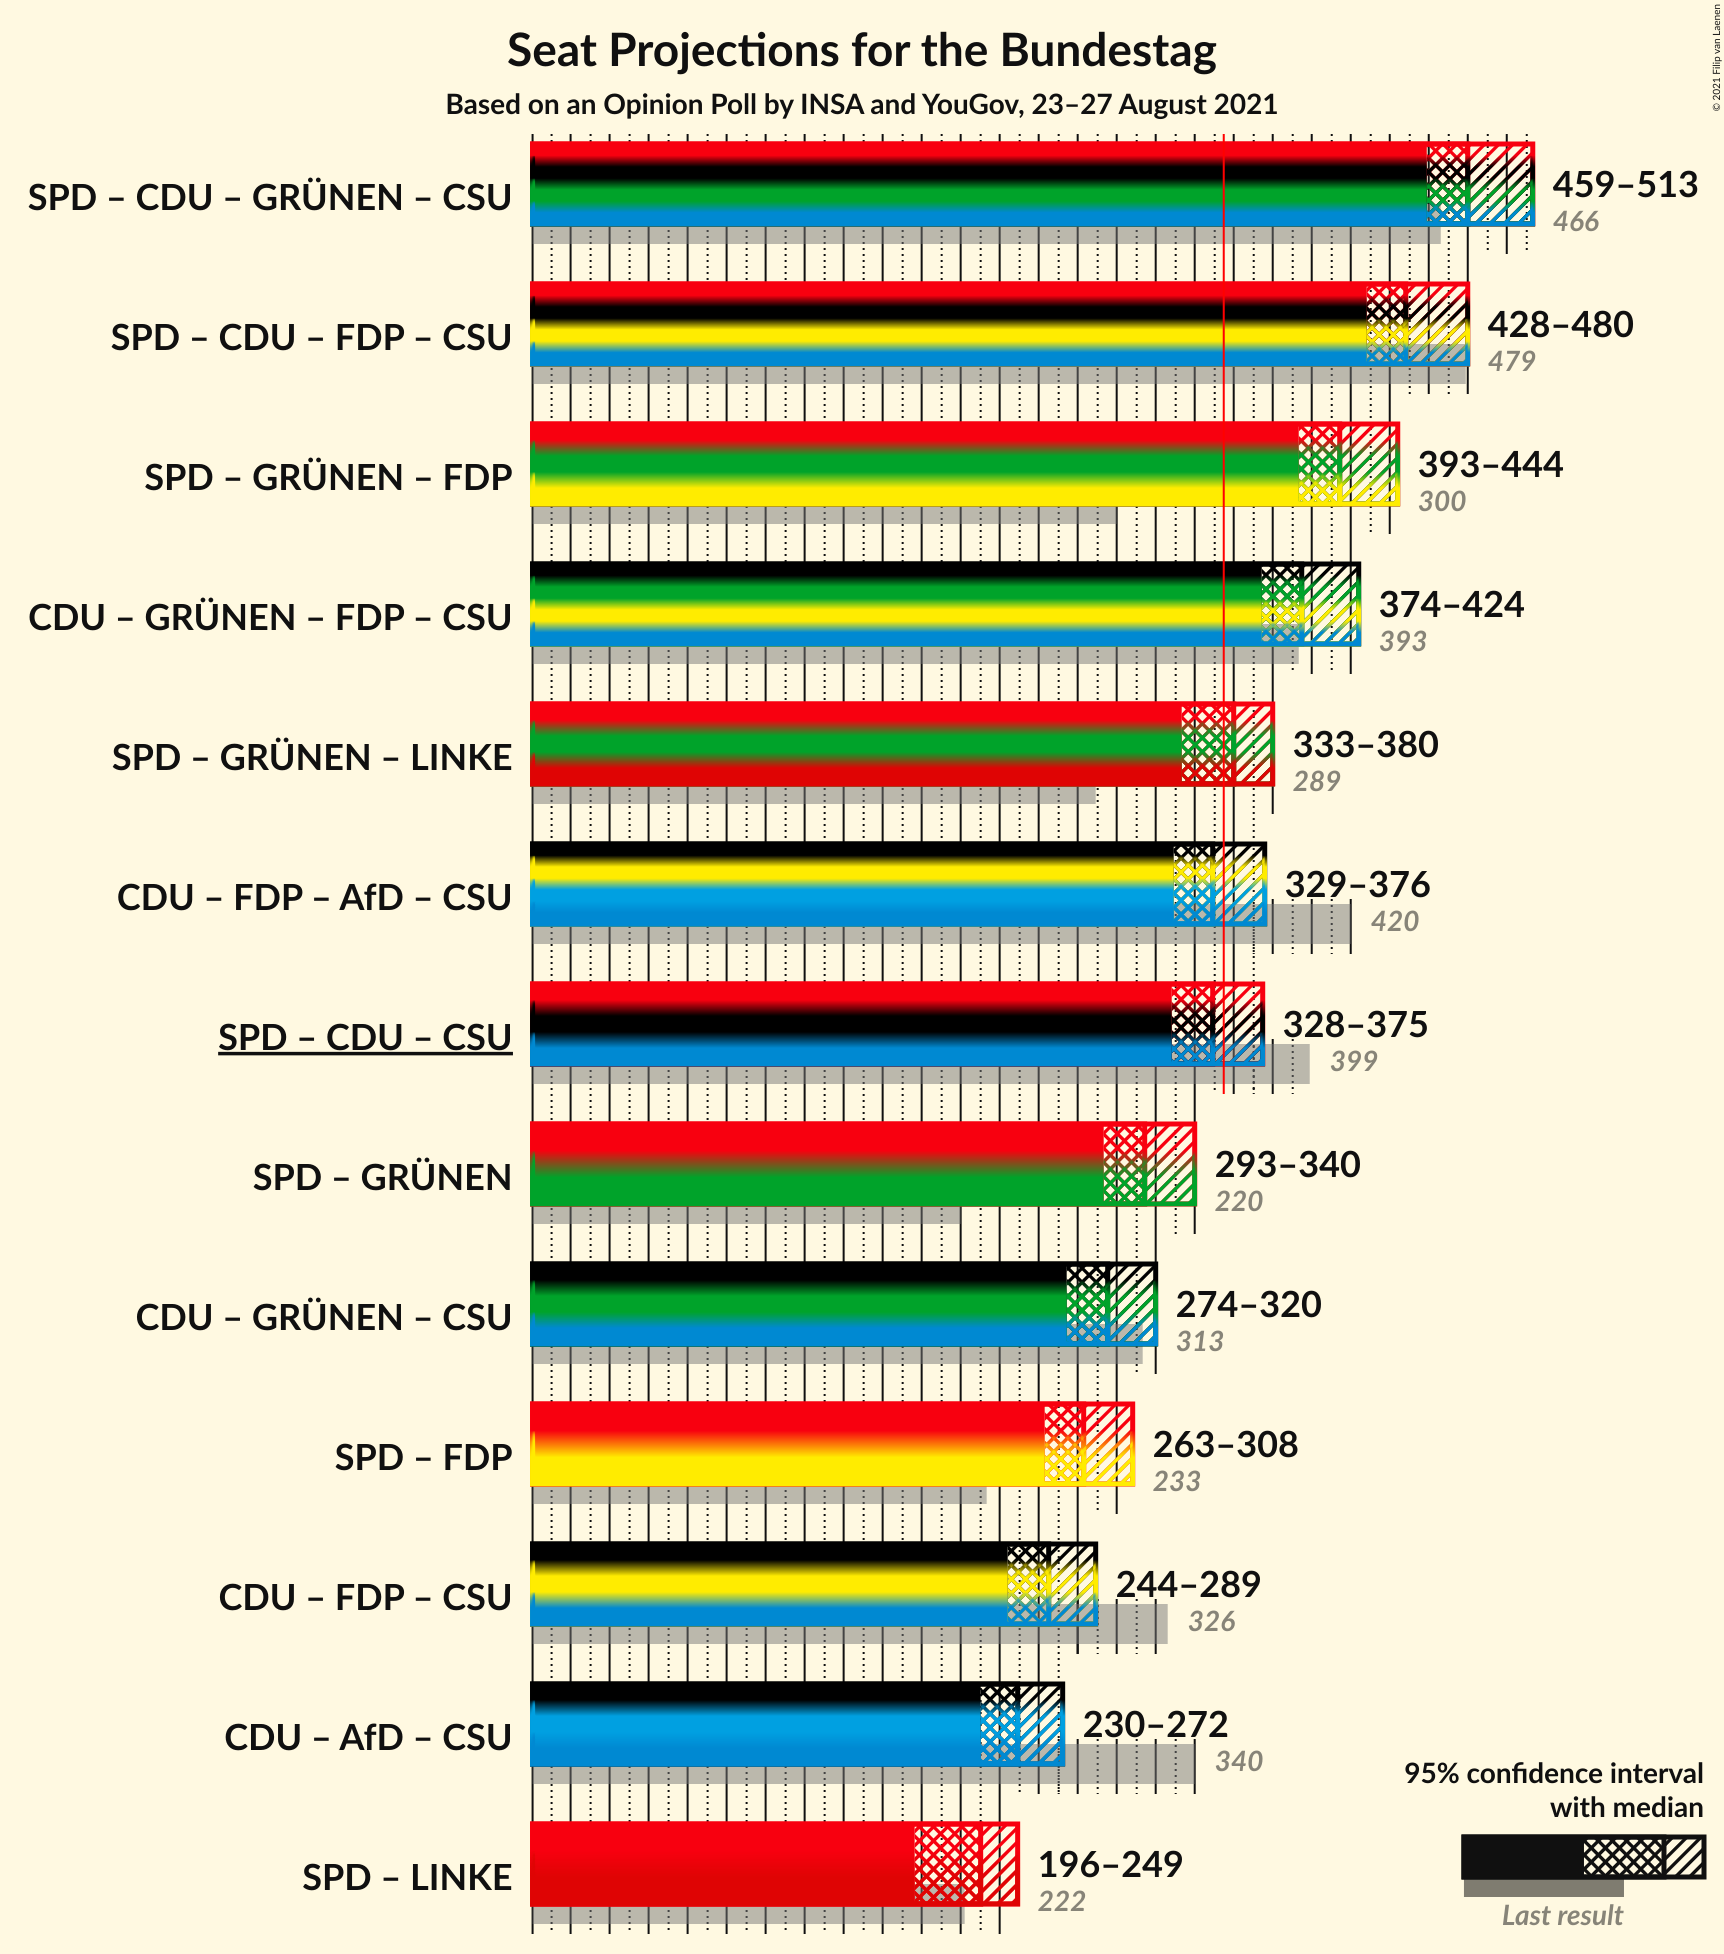 Seat Projections for the Bundestag
Based on an Opinion Poll by INSA and YouGov, 23–27 August 2021
© 2021 Filip van Laenen
SPD – CDU – GRÜNEN – CSU
459–513
466
SPD – CDU – FDP – CSU
428–480
479
SPD – GRÜNEN – FDP
393–444
300
CDU – GRÜNEN – FDP – CSU
374–424
393
SPD – GRÜNEN – LINKE
333–380
289
CDU – FDP – AfD – CSU
329–376
420
SPD – CDU – CSU
328–375
399
SPD – GRÜNEN
293–340
220
CDU – GRÜNEN – CSU
274–320
313
SPD – FDP
263–308
233
CDU – FDP – CSU
244–289
326
CDU – AfD – CSU
230–272
340
SPD – LINKE
196–249
222
95% confidence interval
with median
Last result